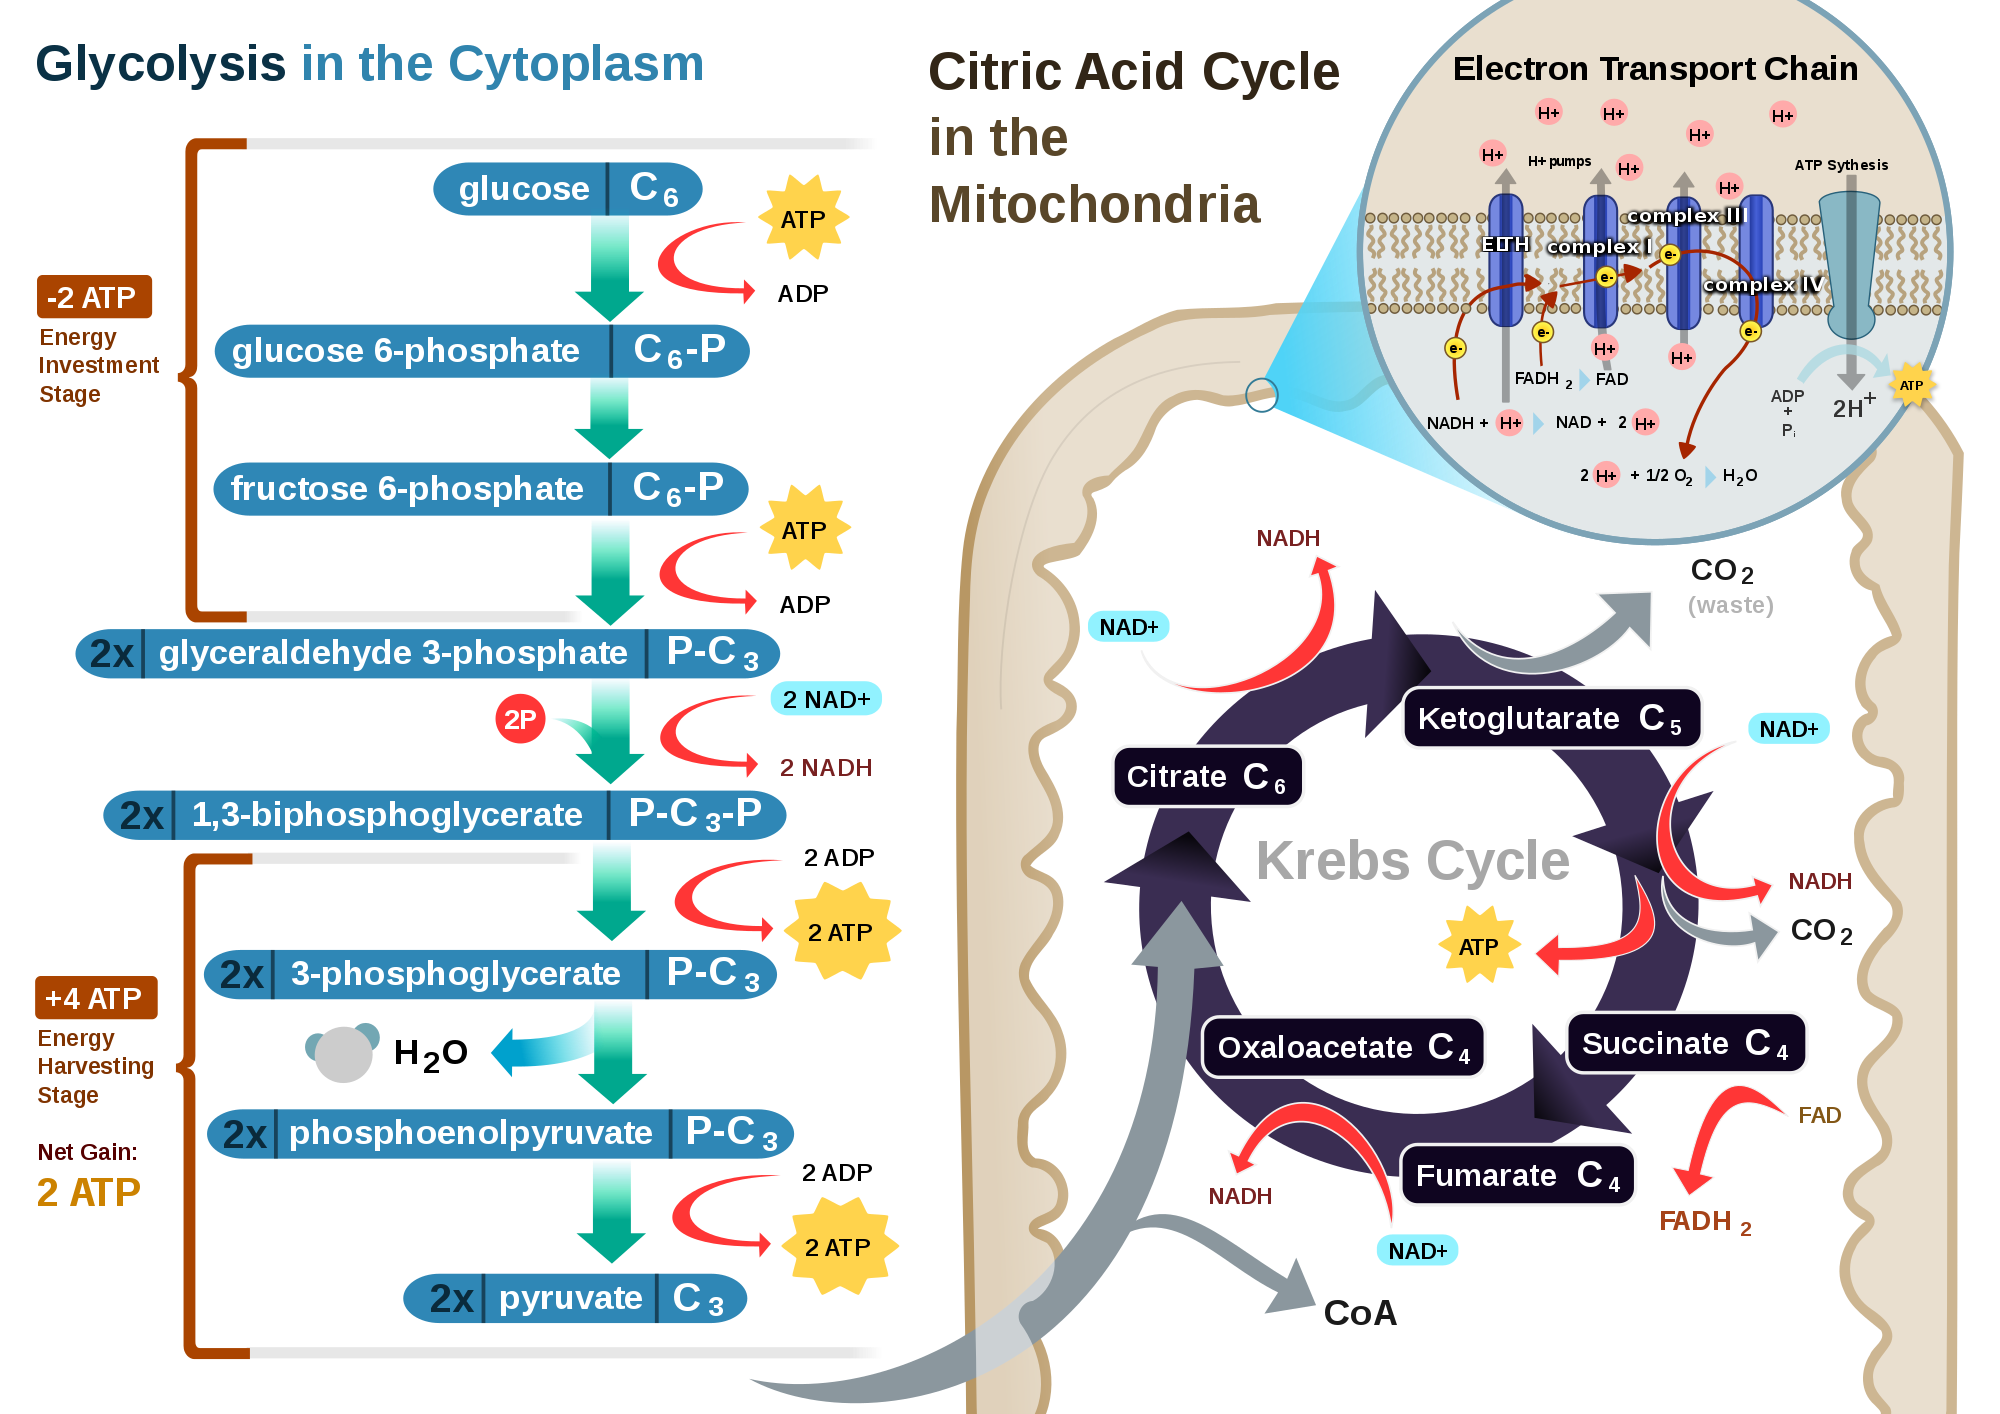 Glycolysis in the Cytoplasm
glucose C6
ATP
ADP
-2 ATP
Energy
Investment
Stage
glucose 6-phosphate C6-P
fructose 6-phosphate C6-P
ATP
ADP
2x glyceraldehyde 3-phosphate P-C3
2P
2 NAD+
2 NADH
2x 1,3-biphosphoglycerate P-C3-P
2 ADP
2 ATP
2x 3-phosphoglycerate P-C3
+4 ATP
Energy
Harvesting
Stage
H2O
2x phosphoenolpyruvate P-C3
Net Gain:
2 ATP
2 ADP
2 ATP
2x pyruvate C3
Citric Acid Cycle
in the
Mitochondria
Electron Transport Chain
H+
H+
H+
H+
H+
H+
H+
H+
H+ pumps
ATP Sythesis
complex III
complex I
complex IV
e-
e-
e-
e-
e-
H+
H+
FADH2 FAD
ATP
ADP
+
Pi
2H+
NADH + H+ NAD + 2 H+
2 H+ + 1/2 O2 H2O
NADH
NAD+
CO2
(waste)
Ketoglutarate C5
NAD+
Citrate C6
Krebs Cycle
NADH
CO2
ATP
Oxaloacetate C4
Succinate C4
FAD
FADH2
Fumarate C4
NADH
NAD+
CoA